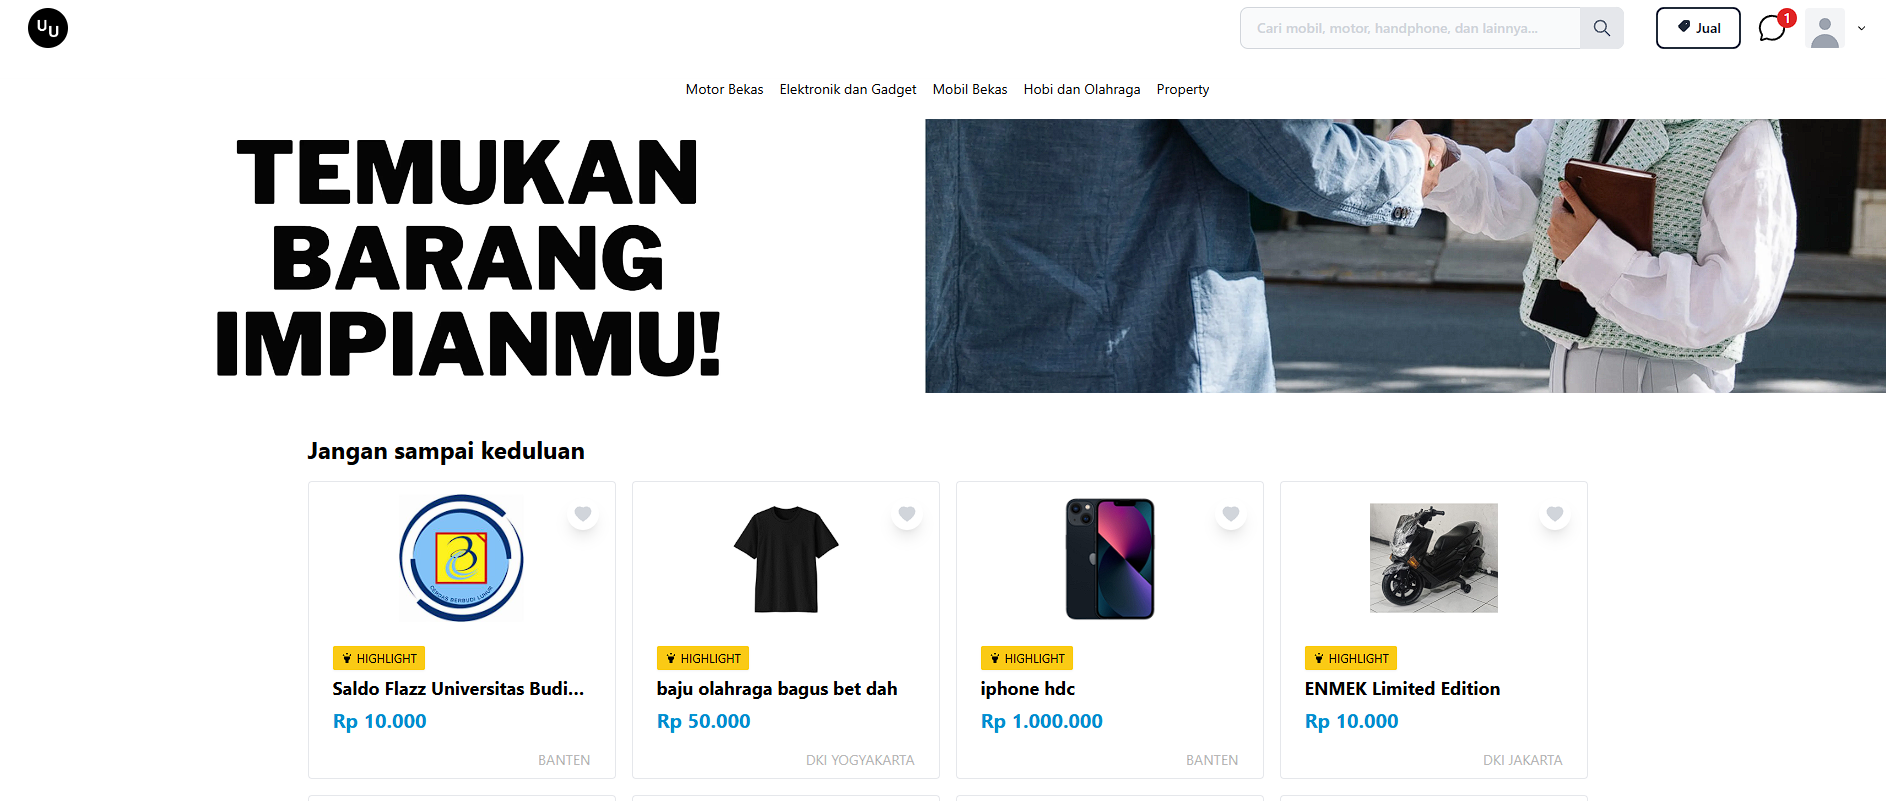 UU
Cari mobil, motor, handphone, dan lainnya...
Jual
1
Motor Bekas Elektronik dan Gadget Mobil Bekas Hobi dan Olahraga Property
TEMUKAN
BARANG
IMPIANMU!
Jangan sampai keduluan
CERDAS BERBUDI LUHUR
HIGHLIGHT
Saldo Flazz Universitas Budi...
Rp 10.000
BANTEN
HIGHLIGHT
baju olahraga bagus bet dah
Rp 50.000
DKI YOGYAKARTA
HIGHLIGHT
iphone hdc
Rp 1.000.000
BANTEN
HIGHLIGHT
ENMEK Limited Edition
Rp 10.000
DKI JAKARTA